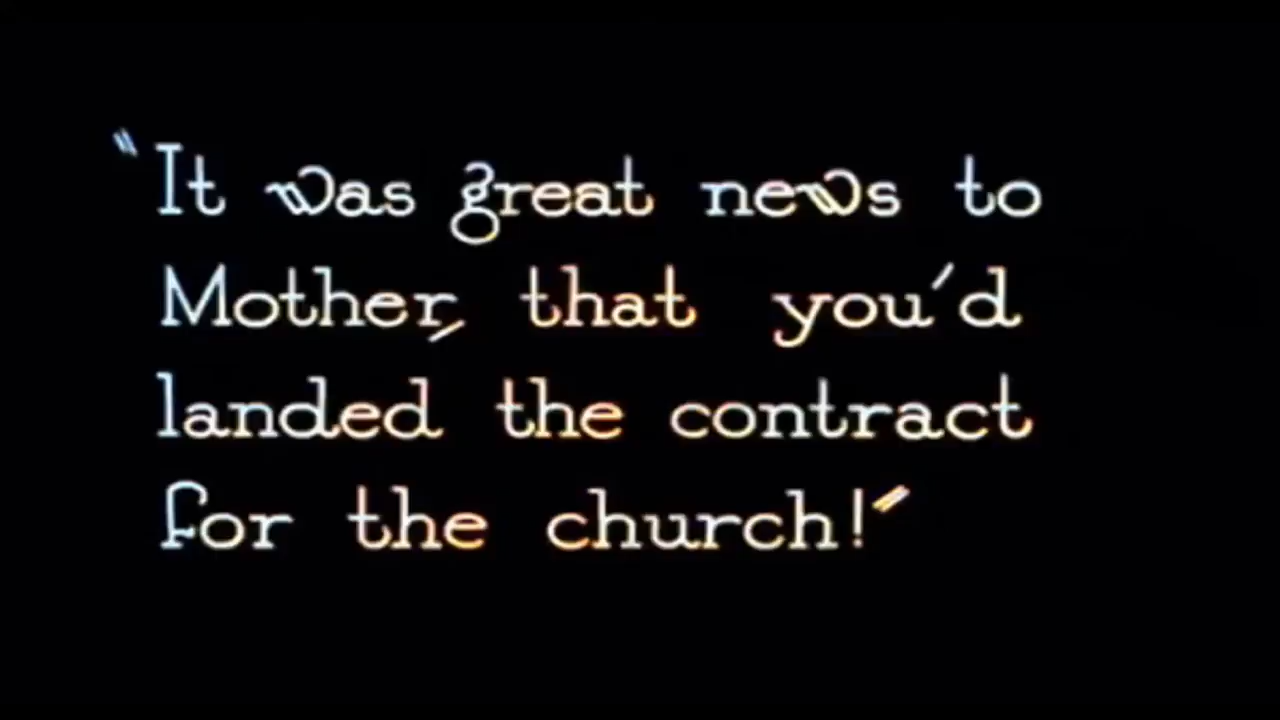 "It was great news to
Mother, that you'd
landed the contract
for the church!"